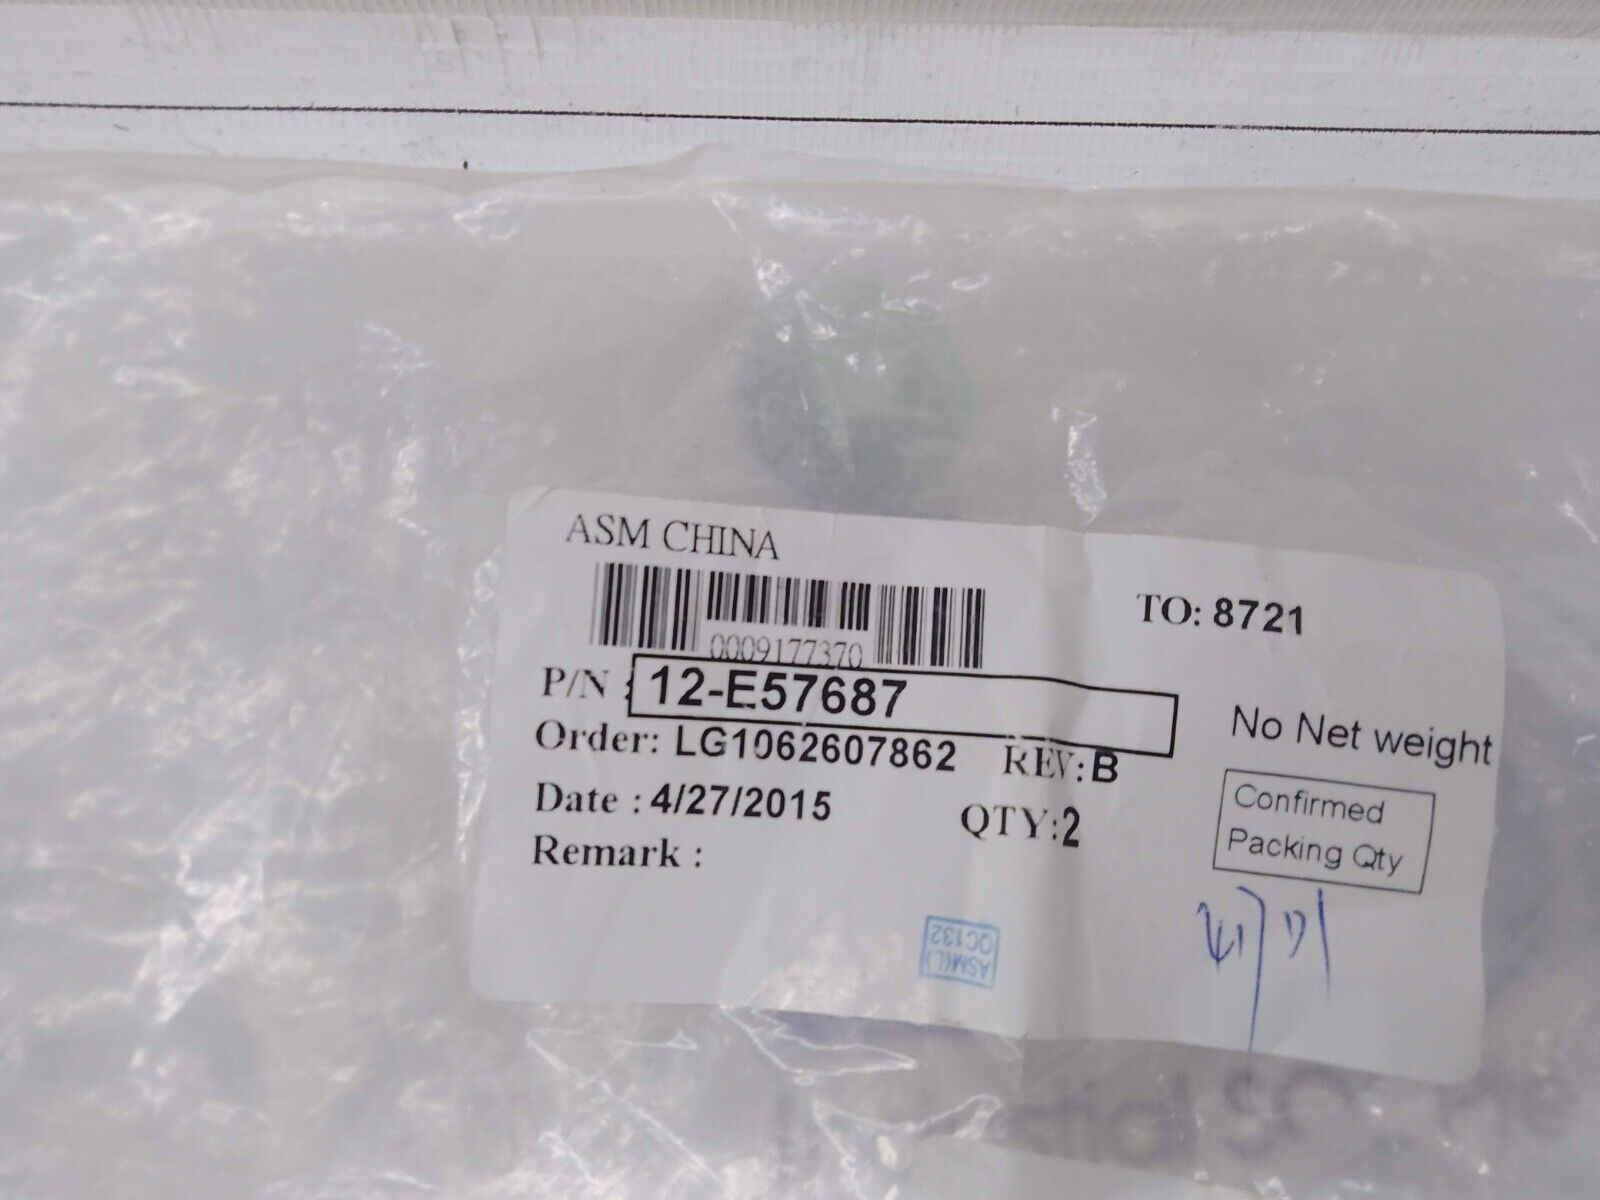 ASM CHINA
0009177370
TO: 8721
P/N : 12-E57687
Order: LG1062607862 REV: B
No Net weight
Date : 4/27/2015 QTY: 2
Confirmed
Packing Qty
Remark :
ASM(L)
QC132